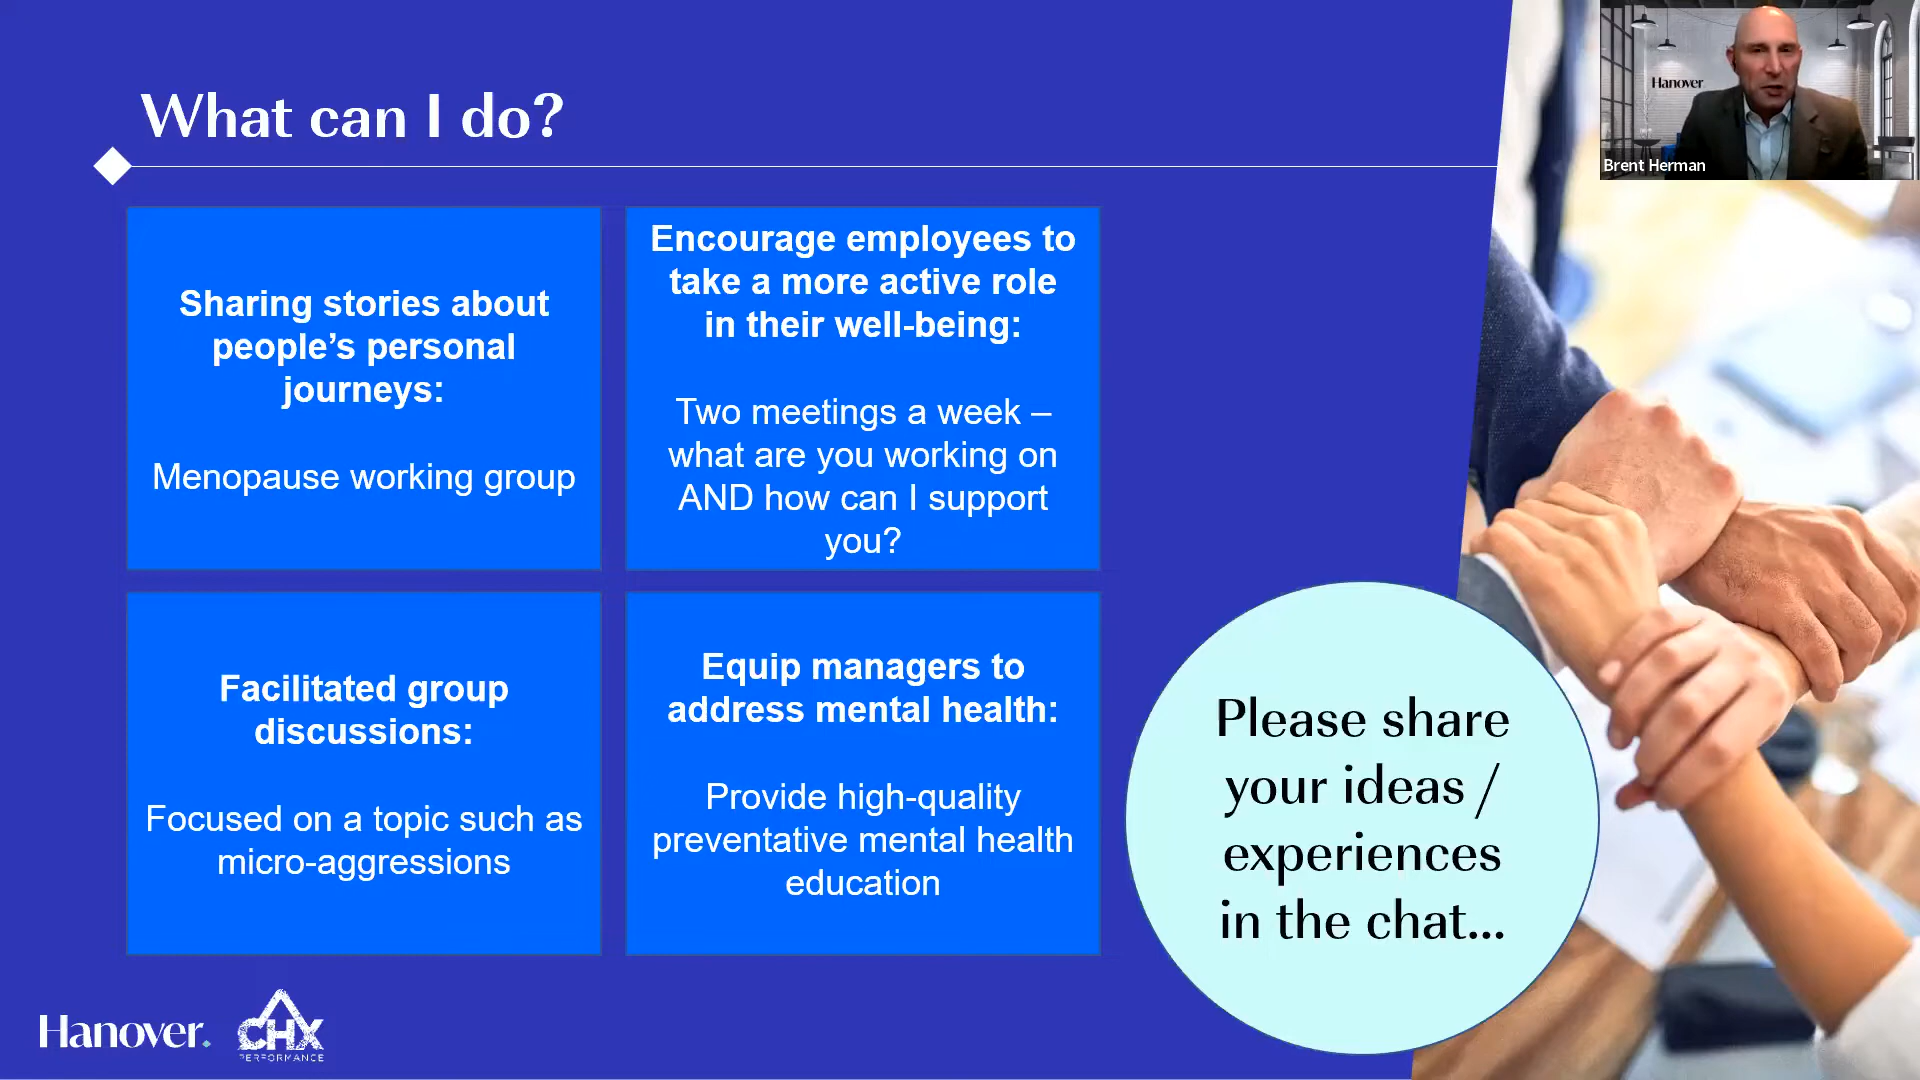 What can I do?
Hanover
Brent Herman
Sharing stories about
people’s personal
journeys:
Menopause working group
Encourage employees to
take a more active role
in their well-being:
Two meetings a week –
what are you working on
AND how can I support
you?
Facilitated group
discussions:
Focused on a topic such as
micro-aggressions
Equip managers to
address mental health:
Provide high-quality
preventative mental health
education
Please share
your ideas /
experiences
in the chat...
Hanover.
CHX
PERFORMANCE